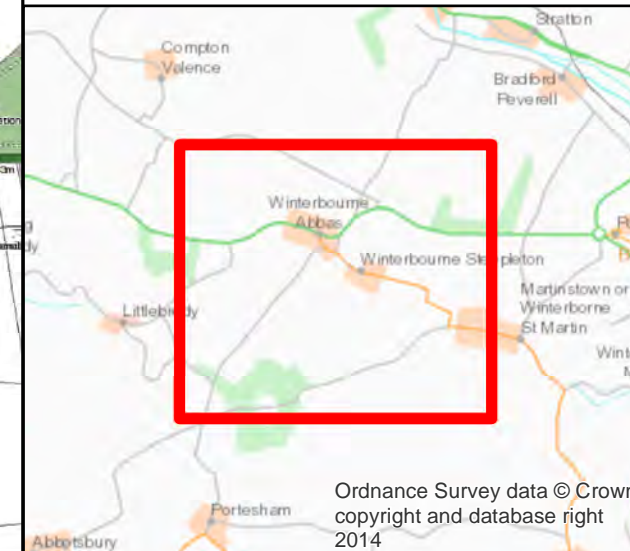 Stratton
Compton
Valence
Bradford
Peverell
Winterbourne
Abbas
Winterbourne Steepleton
Martinstown or
Winterborne
St Martin
Littlebredy
Portesham
Abbotsbury
Ordnance Survey data © Crown
copyright and database right
2014